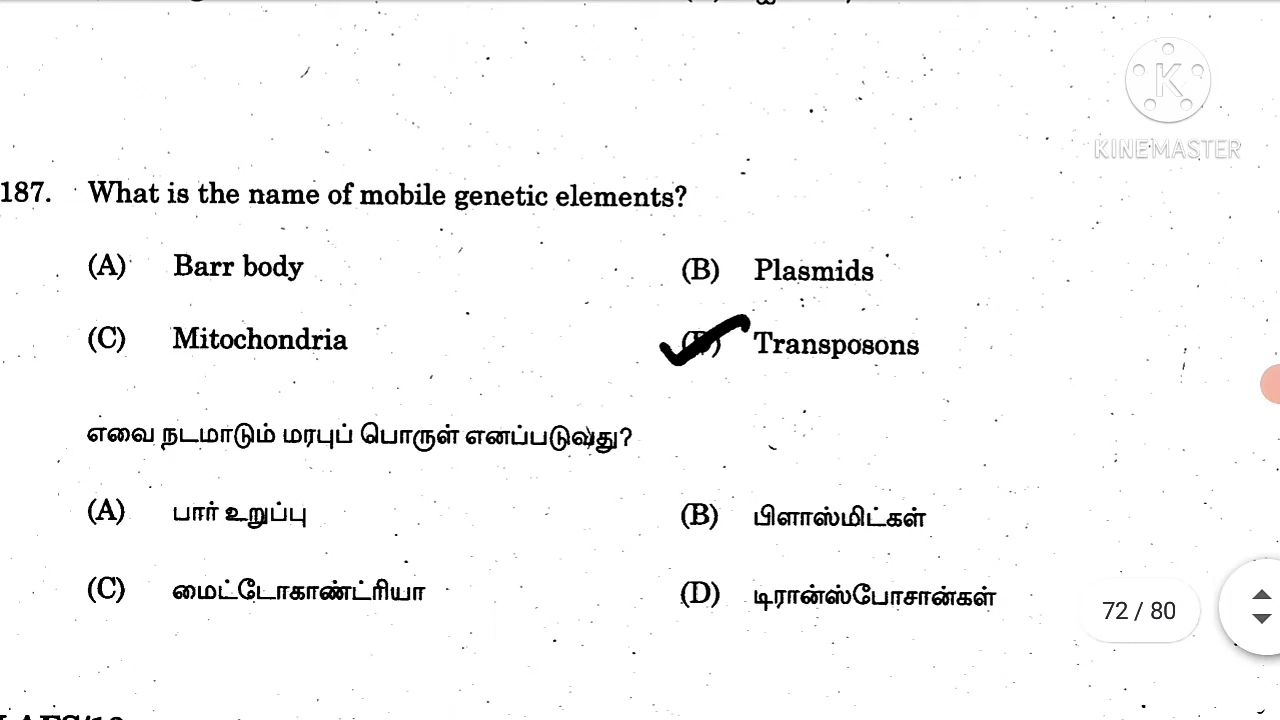 K
KINEMASTER
187. What is the name of mobile genetic elements?
(A) Barr body (B) Plasmids
(C) Mitochondria (D) Transposons
எவை நடமாடும் மரபுப் பொருள் எனப்படுவது?
(A) பார் உறுப்பு (B) பிளாஸ்மிட்கள்
(C) மைட்டோகாண்ட்ரியா (D) டிரான்ஸ்போசான்கள்
72 / 80